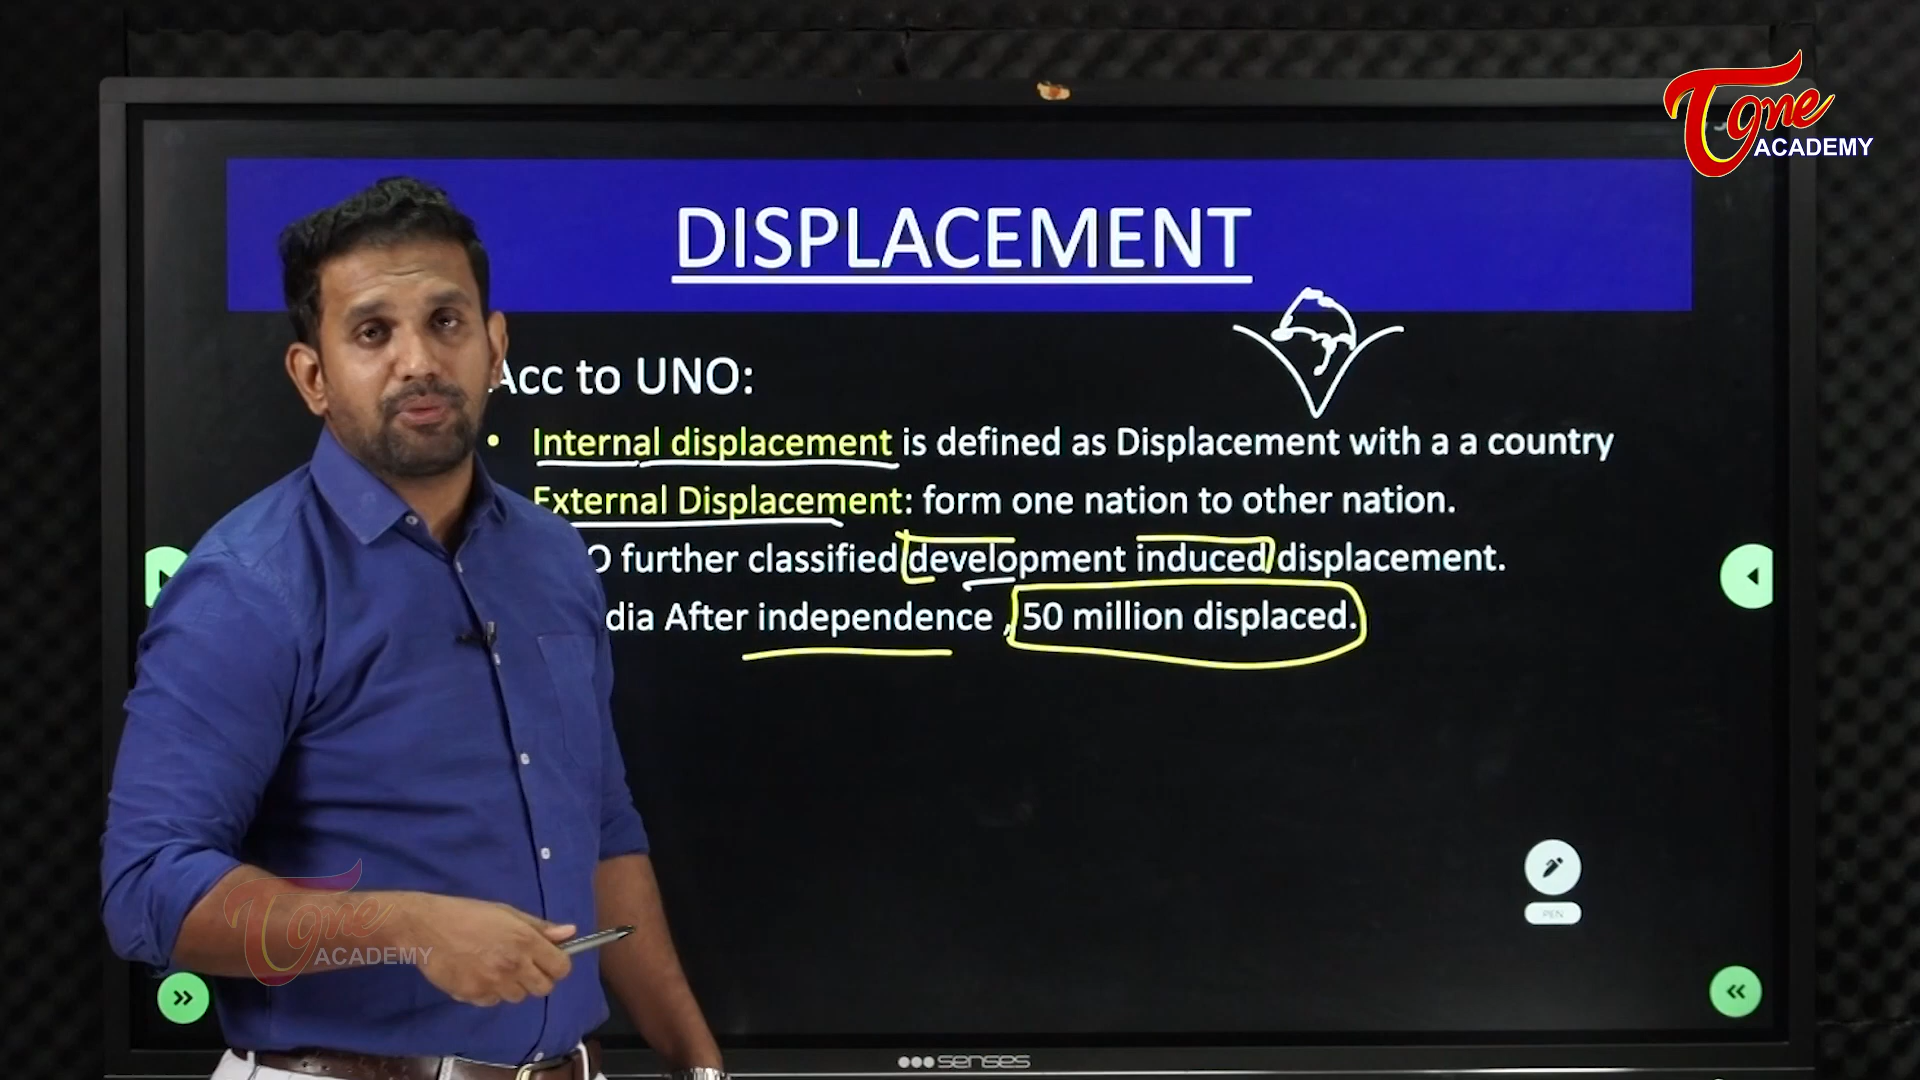 Tone
ACADEMY
DISPLACEMENT
Acc to UNO:
• Internal displacement is defined as Displacement with a a country
External Displacement: form one nation to other nation.
further classified development induced displacement.
After independence , 50 million displaced.
PEN
Tone
ACADEMY
senses